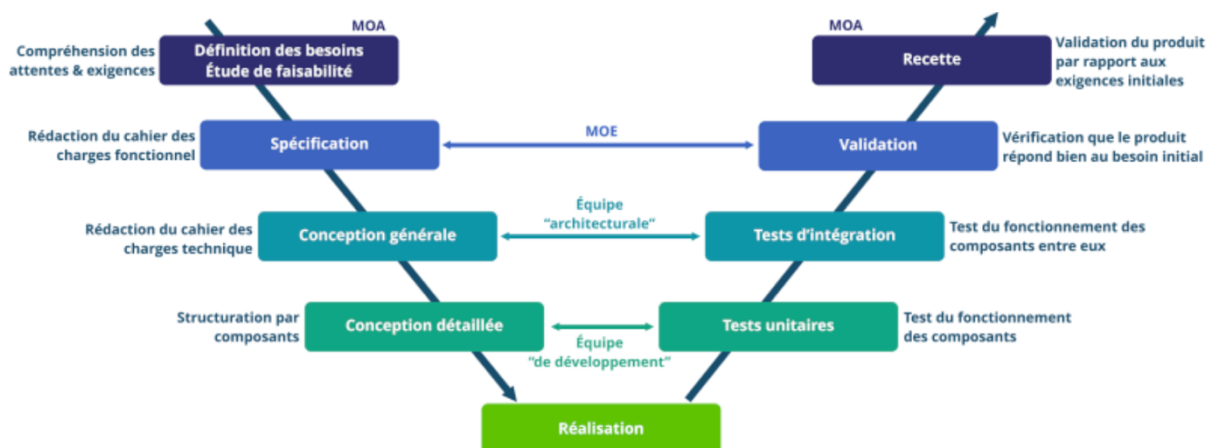 MOA
MOA
Compréhension des
attentes & exigences
Définition des besoins
Étude de faisabilité
Recette
Validation du produit
par rapport aux
exigences initiales
Rédaction du cahier des
charges fonctionnel
Spécification
MOE
Validation
Vérification que le produit
répond bien au besoin initial
Rédaction du cahier des
charges technique
Conception générale
Équipe
“architecturale”
Tests d’intégration
Test du fonctionnement des
composants entre eux
Structuration par
composants
Conception détaillée
Équipe
“de développement”
Tests unitaires
Test du fonctionnement
des composants
Réalisation